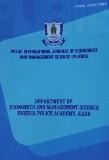 POLAC INTERNATIONAL JOURNAL OF ECONOMICS
AND MANAGEMENT SCIENCE (PIJEMS)
DEPARTMENT OF
ECONOMICS AND MANAGEMENT SCIENCE
NIGERIA POLICE ACADEMY, KANO